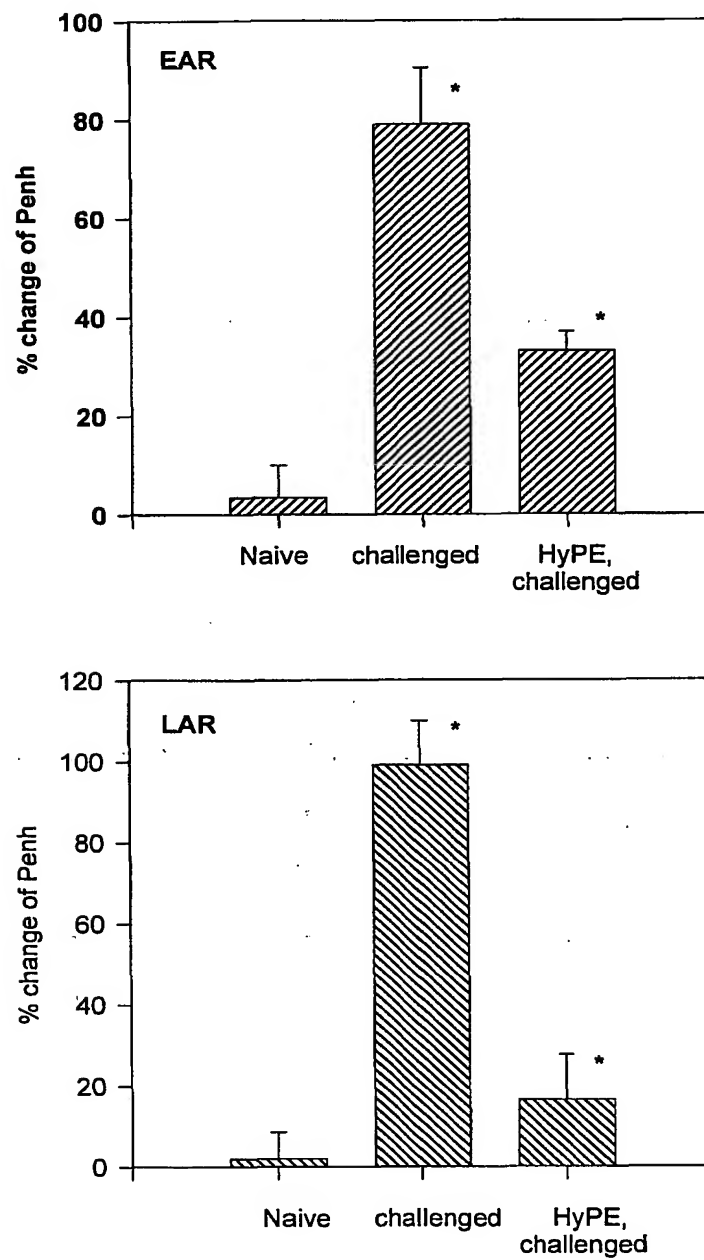 EAR
% change of Penh
100
80
60
40
20
0
*
*
Naive
challenged
HyPE,
challenged
LAR
% change of Penh
120
100
80
60
40
20
0
*
*
Naive
challenged
HyPE,
challenged